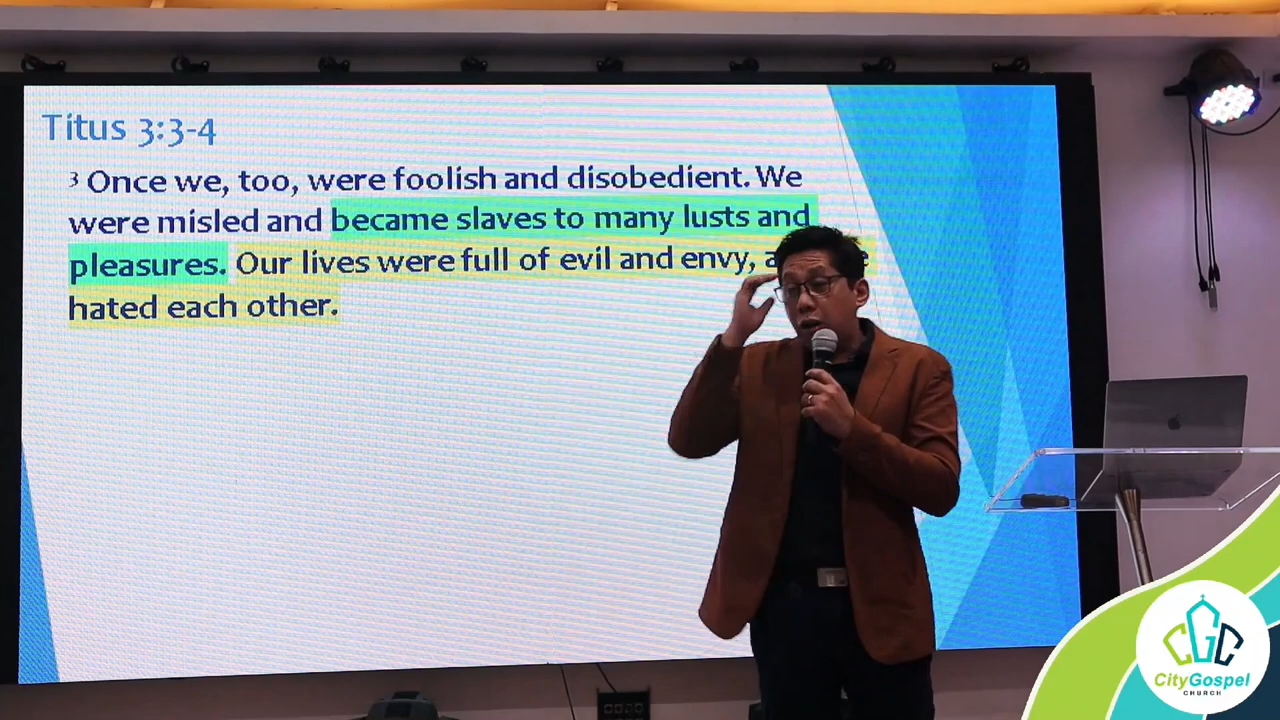 Titus 3:3-4
3 Once we, too, were foolish and disobedient. We
were misled and became slaves to many lusts and
pleasures. Our lives were full of evil and envy, a
hated each other.
CGC
CityGospel
CHURCH